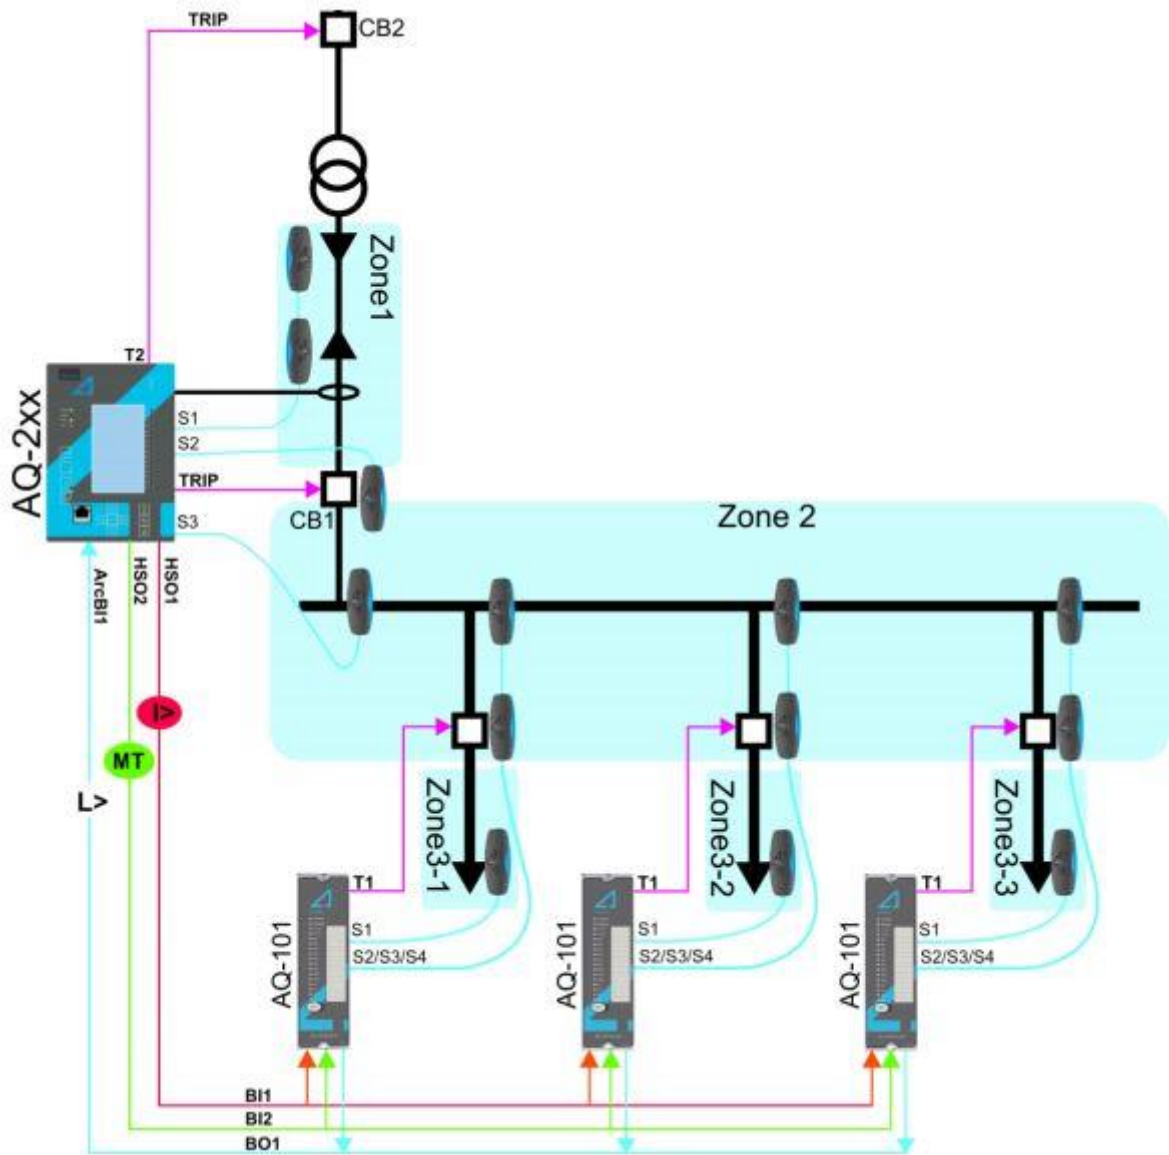 TRIP
CB2
Zone1
T2
AQ-2xx
S1
S2
TRIP
CB1
S3
Zone 2
ArcBI1
HSO2
HSO1
I>
MT
L>
Zone3-1
Zone3-2
Zone3-3
T1
T1
T1
AQ-101
S1
S2/S3/S4
AQ-101
S1
S2/S3/S4
AQ-101
S1
S2/S3/S4
BI1
BI2
BO1